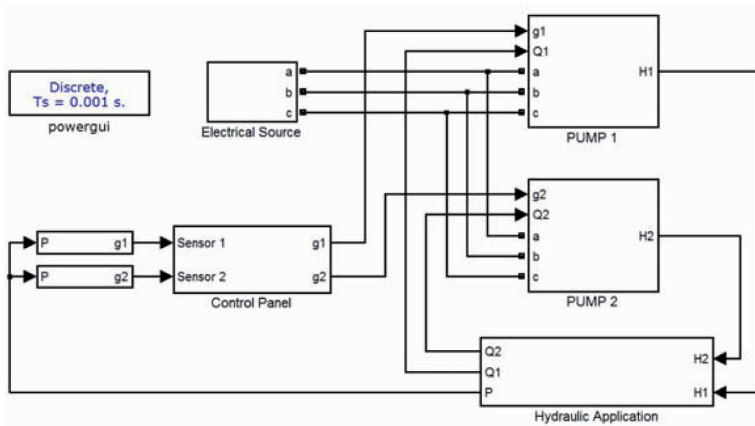 Discrete,
Ts = 0.001 s.
powergui
a
b
c
Electrical Source
g1
Q1
a
b
c
H1
PUMP 1
g2
Q2
a
b
c
H2
PUMP 2
P g1
P g2
Sensor 1 g1
Sensor 2 g2
Control Panel
Q2
Q1
P
H2
H1
Hydraulic Application